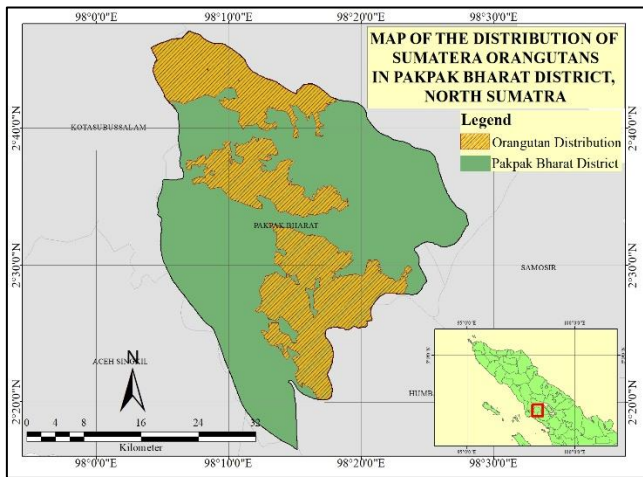 98°0'0"E 98°10'0"E 98°20'0"E 98°30'0"E
MAP OF THE DISTRIBUTION OF
SUMATERA ORANGUTANS
IN PAKPAK BHARAT DISTRICT,
NORTH SUMATRA
Legend
Orangutan Distribution
Pakpak Bharat District
2°40'0"N 2°40'0"N
KOTASUBUSSALAM
PAKPAK BHARAT
2°30'0"N 2°30'0"N
SAMOSIR
ACEH SINGKIL
N
HUMBA
2°20'0"N 2°20'0"N
0 4 8 16 24 32
Kilometer
98°0'0"E 98°10'0"E 98°20'0"E 98°30'0"E